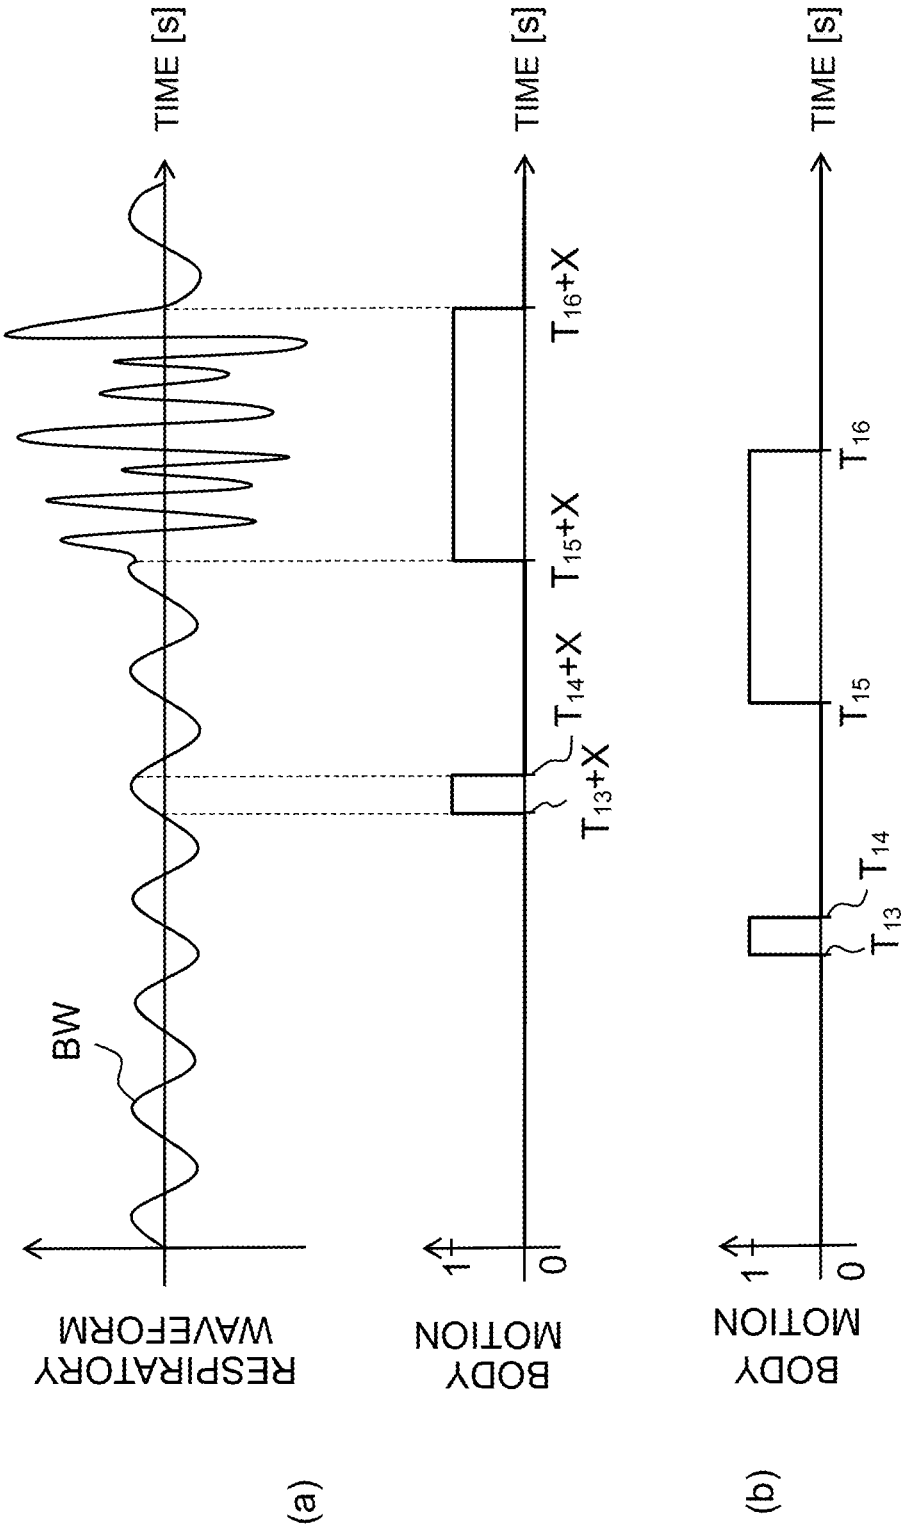 (a)
RESPIRATORY
WAVEFORM
BW
TIME [s]
BODY
MOTION
1
0
T13+X
T14+X
T15+X
T16+X
TIME [s]
(b)
BODY
MOTION
1
0
T13
T14
T15
T16
TIME [s]